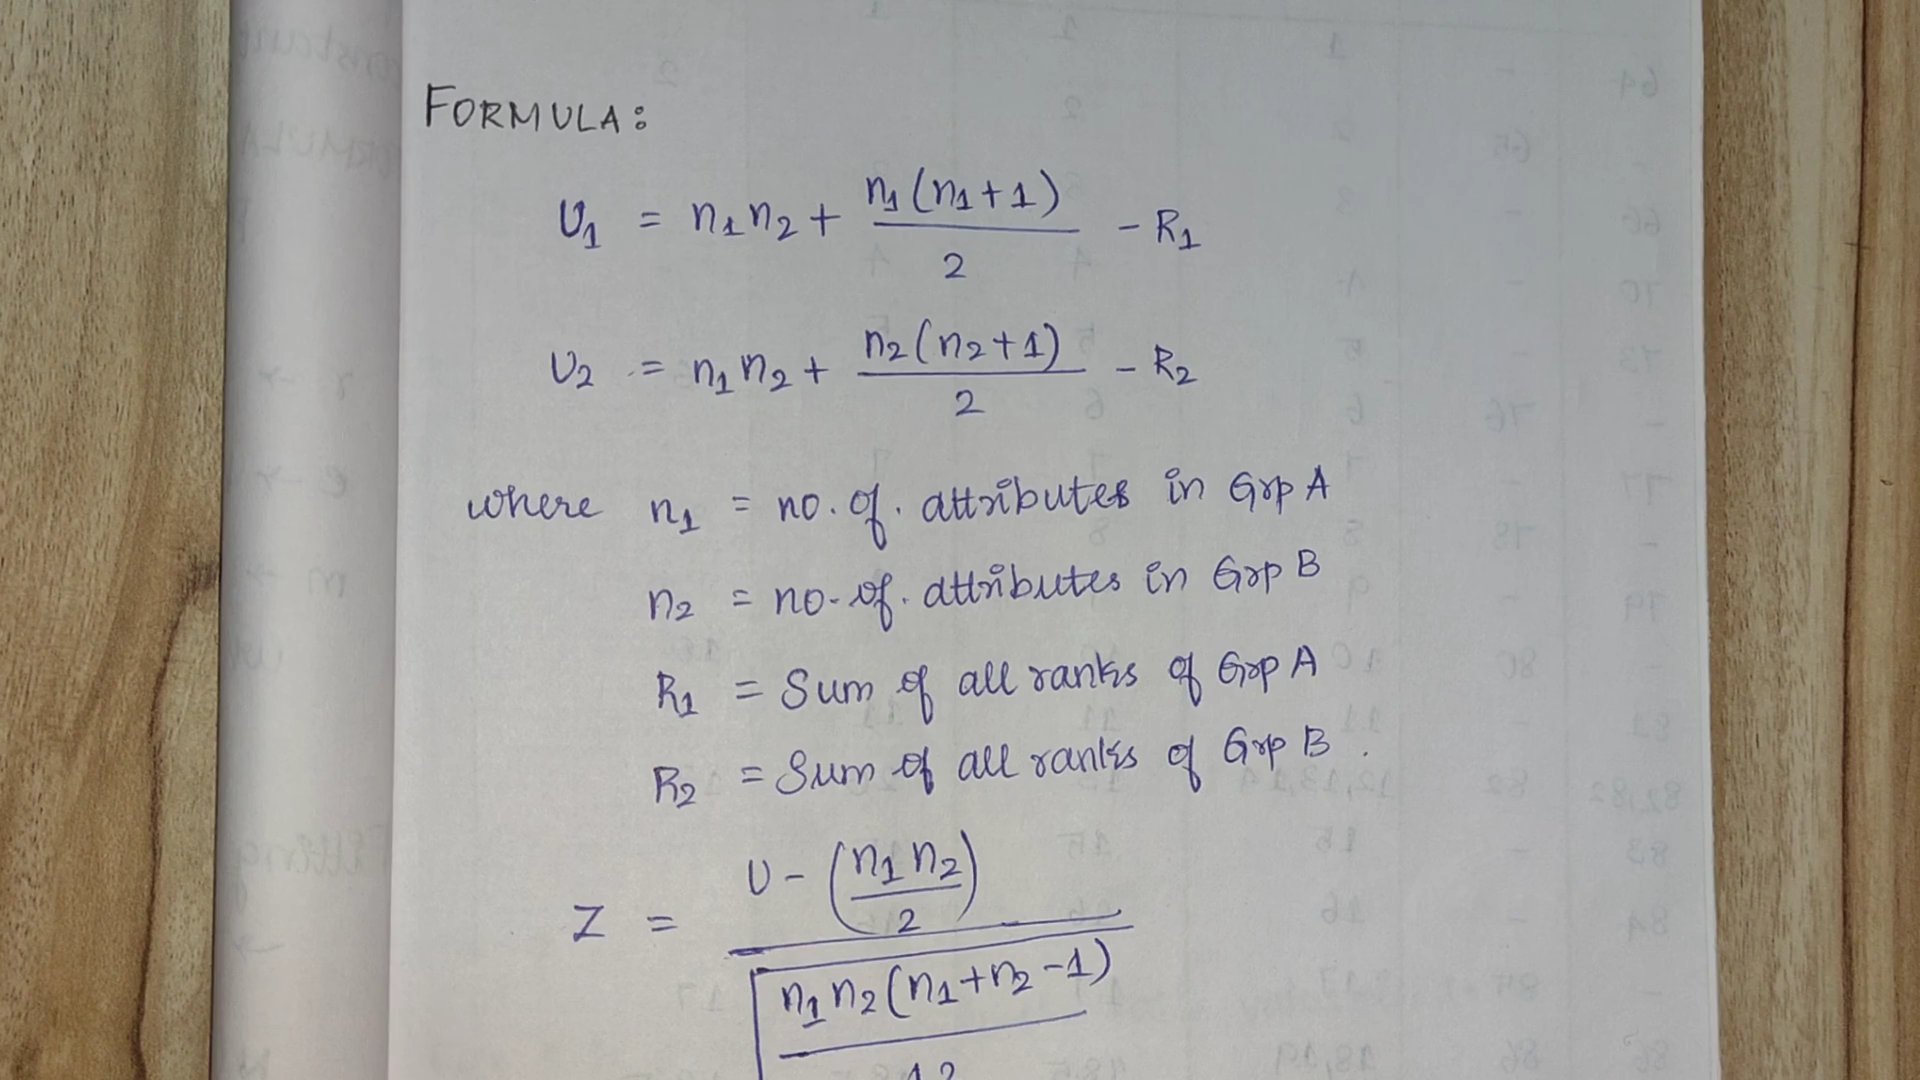 FORMULA:
U₁ = n₁n₂ + n₁(n₁+1)/2 - R₁
U₂ = n₁n₂ + n₂(n₂+1)/2 - R₂
where n₁ = no. of. attributes in Grp A
n₂ = no. of. attributes in Grp B
R₁ = Sum of all ranks of Grp A
R₂ = Sum of all ranks of Grp B.
Z = (U - (n₁n₂/2)) / √(n₁n₂(n₁+n₂-1)/12)